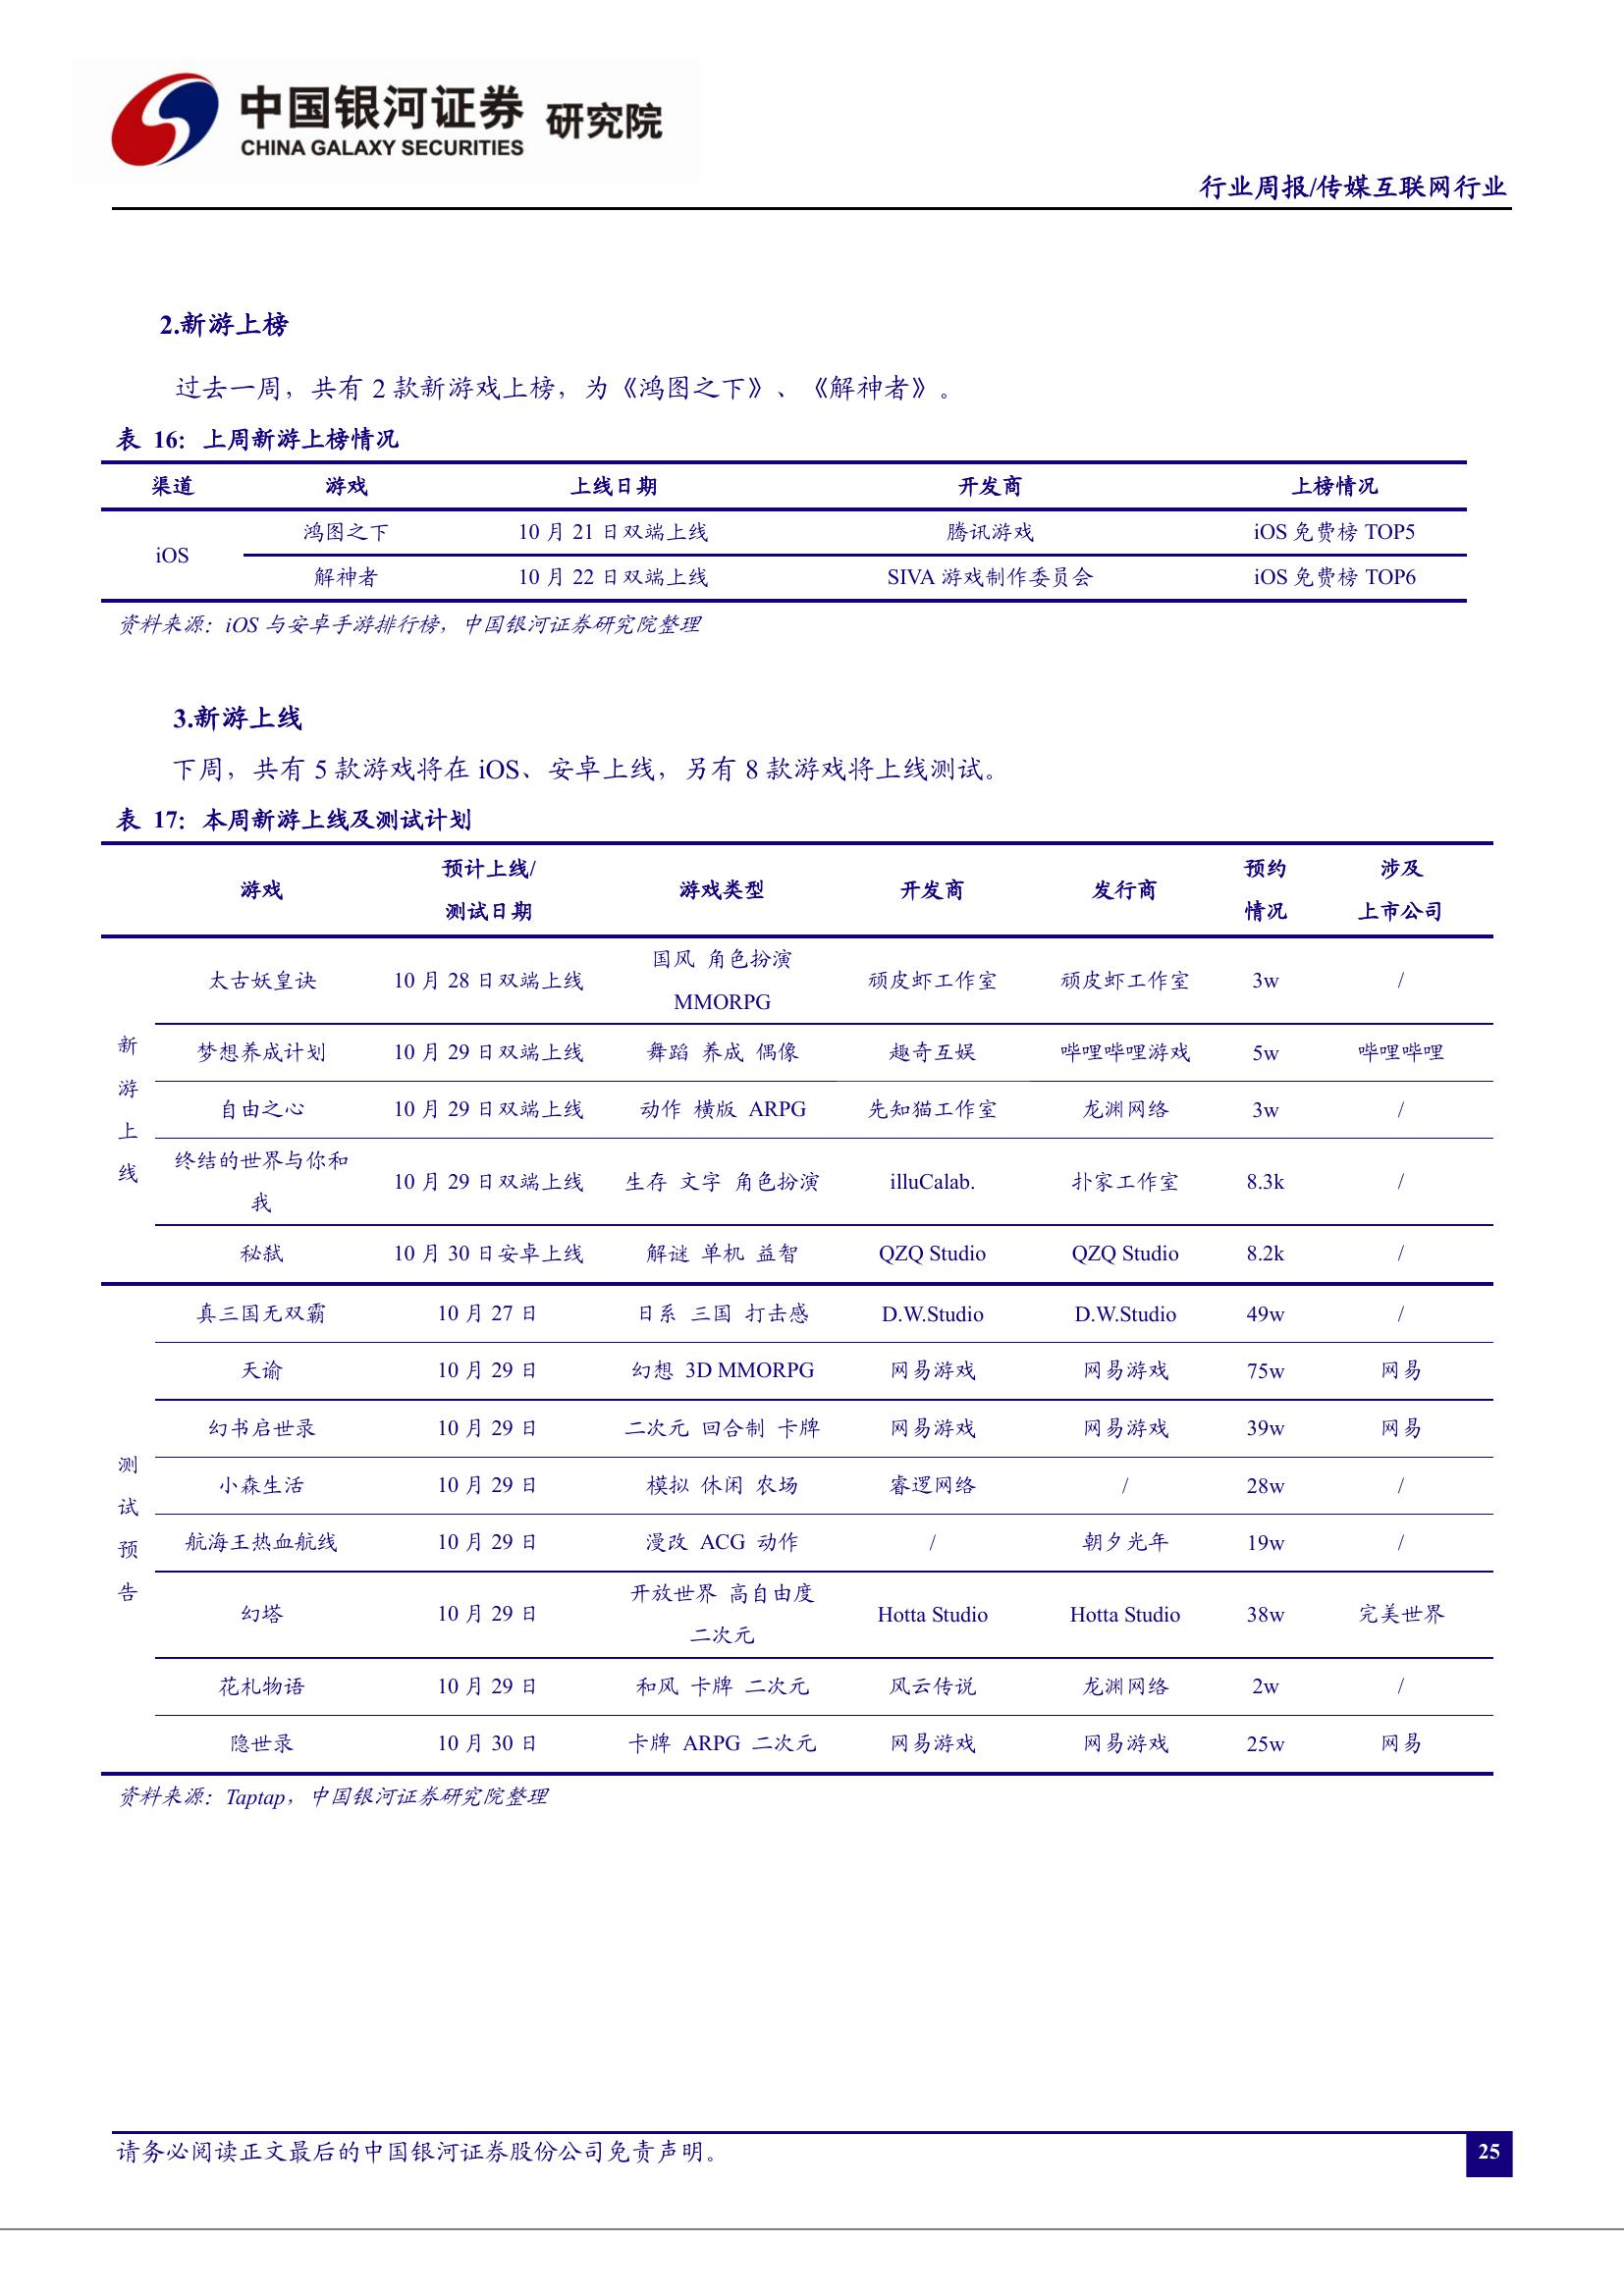 中国银河证券 研究院
CHINA GALAXY SECURITIES
行业周报/传媒互联网行业
2.新游上榜
过去一周，共有 2 款新游戏上榜，为《鸿图之下》、《解神者》。
表 16：上周新游上榜情况
渠道 游戏 上线日期 开发商 上榜情况
iOS 鸿图之下 10 月 21 日双端上线 腾讯游戏 iOS 免费榜 TOP5
解神者 10 月 22 日双端上线 SIVA 游戏制作委员会 iOS 免费榜 TOP6
资料来源：iOS 与安卓手游排行榜，中国银河证券研究院整理
3.新游上线
下周，共有 5 款游戏将在 iOS、安卓上线，另有 8 款游戏将上线测试。
表 17：本周新游上线及测试计划
游戏 预计上线/测试日期 游戏类型 开发商 发行商 预约情况 涉及上市公司
新游上线
太古妖皇诀 10 月 28 日双端上线 国风 角色扮演 MMORPG 顽皮虾工作室 顽皮虾工作室 3w /
梦想养成计划 10 月 29 日双端上线 舞蹈 养成 偶像 趣奇互娱 哔哩哔哩游戏 5w 哔哩哔哩
自由之心 10 月 29 日双端上线 动作 横版 ARPG 先知猫工作室 龙渊网络 3w /
终结的世界与你和我 10 月 29 日双端上线 生存 文字 角色扮演 illuCalab. 扑家工作室 8.3k /
秘弑 10 月 30 日安卓上线 解谜 单机 益智 QZQ Studio QZQ Studio 8.2k /
测试预告
真三国无双霸 10 月 27 日 日系 三国 打击感 D.W.Studio D.W.Studio 49w /
天谕 10 月 29 日 幻想 3D MMORPG 网易游戏 网易游戏 75w 网易
幻书启世录 10 月 29 日 二次元 回合制 卡牌 网易游戏 网易游戏 39w 网易
小森生活 10 月 29 日 模拟 休闲 农场 睿逻网络 / 28w /
航海王热血航线 10 月 29 日 漫改 ACG 动作 / 朝夕光年 19w /
幻塔 10 月 29 日 开放世界 高自由度 二次元 Hotta Studio Hotta Studio 38w 完美世界
花札物语 10 月 29 日 和风 卡牌 二次元 风云传说 龙渊网络 2w /
隐世录 10 月 30 日 卡牌 ARPG 二次元 网易游戏 网易游戏 25w 网易
资料来源：Taptap，中国银河证券研究院整理
请务必阅读正文最后的中国银河证券股份公司免责声明。
25